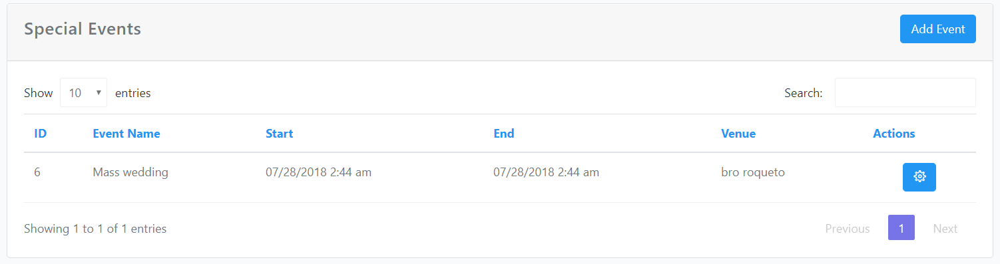 Special Events Add Event
Show 10 entries Search:
ID Event Name Start End Venue Actions
6 Mass wedding 07/28/2018 2:44 am 07/28/2018 2:44 am bro roqueto
Showing 1 to 1 of 1 entries Previous 1 Next